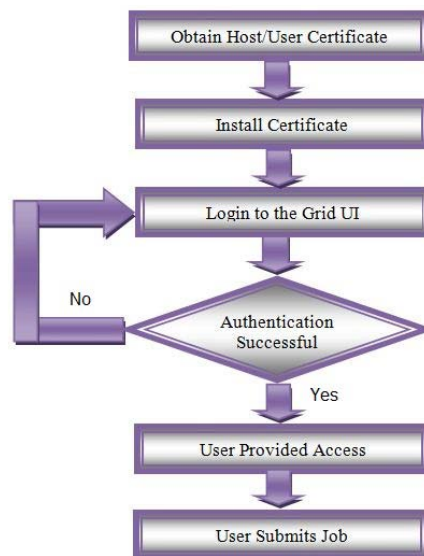 Obtain Host/User Certificate
Install Certificate
Login to the Grid UI
No
Authentication
Successful
Yes
User Provided Access
User Submits Job